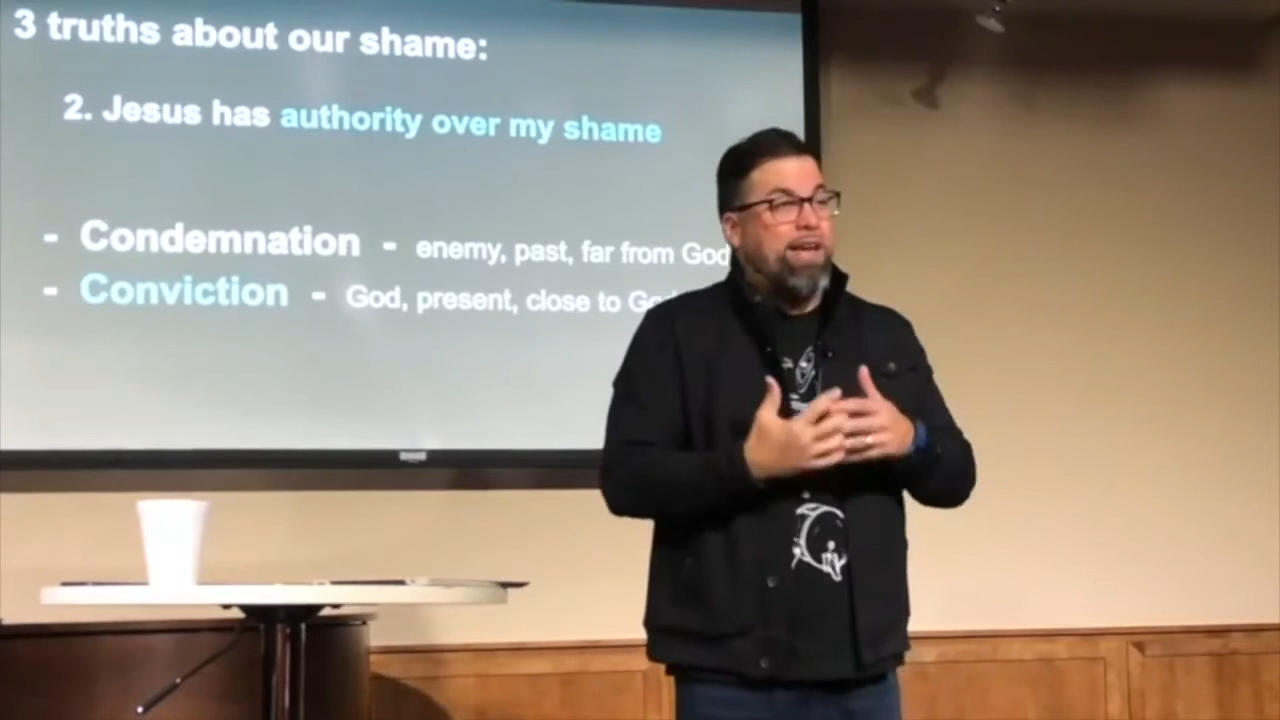 3 truths about our shame:
2. Jesus has authority over my shame
- Condemnation - enemy, past, far from God
- Conviction - God, present, close to God